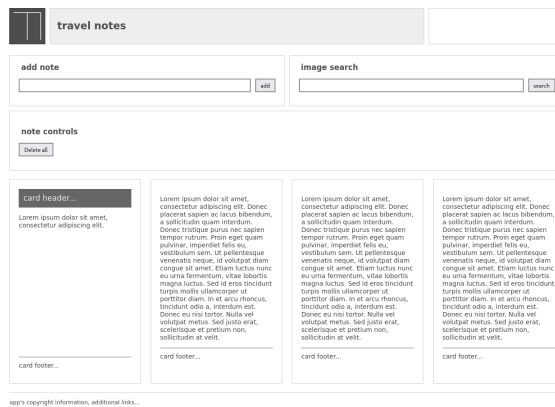 travel notes
add note
add
image search
search
note controls
Delete all
card header...
Lorem ipsum dolor sit amet,
consectetur adipiscing elit.
card footer...
Lorem ipsum dolor sit amet,
consectetur adipiscing elit. Donec
placerat sapien ac lacus bibendum,
a sollicitudin quam interdum.
Donec tristique purus nec sapien
tempor rutrum. Proin eget quam
pulvinar, imperdiet felis eu,
vestibulum sem. Ut pellentesque
venenatis neque, id vitae dolor
congue sit amet. Etiam luctus nunc
eu urna fermentum, vitae lobortis
magna luctus. Sed id eros tincidunt
turpis mollis ullamcorper ut
porttitor diam. In et arcu rhoncus,
tincidunt odio a, interdum est.
Donec eu nisi tortor. Nulla vel
volutpat metus. Sed justo erat,
scelerisque et pretium non,
sollicitudin at velit.
card footer...
Lorem ipsum dolor sit amet,
consectetur adipiscing elit. Donec
placerat sapien ac lacus bibendum,
a sollicitudin quam interdum.
Donec tristique purus nec sapien
tempor rutrum. Proin eget quam
pulvinar, imperdiet felis eu,
vestibulum sem. Ut pellentesque
venenatis neque, id vitae dolor
congue sit amet. Etiam luctus nunc
eu urna fermentum, vitae lobortis
magna luctus. Sed id eros tincidunt
turpis mollis ullamcorper ut
porttitor diam. In et arcu rhoncus,
tincidunt odio a, interdum est.
Donec eu nisi tortor. Nulla vel
volutpat metus. Sed justo erat,
scelerisque et pretium non,
sollicitudin at velit.
card footer...
Lorem ipsum dolor sit amet,
consectetur adipiscing elit. Donec
placerat sapien ac lacus bibendum,
a sollicitudin quam interdum.
Donec tristique purus nec sapien
tempor rutrum. Proin eget quam
pulvinar, imperdiet felis eu,
vestibulum sem. Ut pellentesque
venenatis neque, id vitae dolor
congue sit amet. Etiam luctus nunc
eu urna fermentum, vitae lobortis
magna luctus. Sed id eros tincidunt
turpis mollis ullamcorper ut
porttitor diam. In et arcu rhoncus,
tincidunt odio a, interdum est.
Donec eu nisi tortor. Nulla vel
volutpat metus. Sed justo erat,
scelerisque et pretium non,
sollicitudin at velit.
card footer...
app's copyright information, additional links...